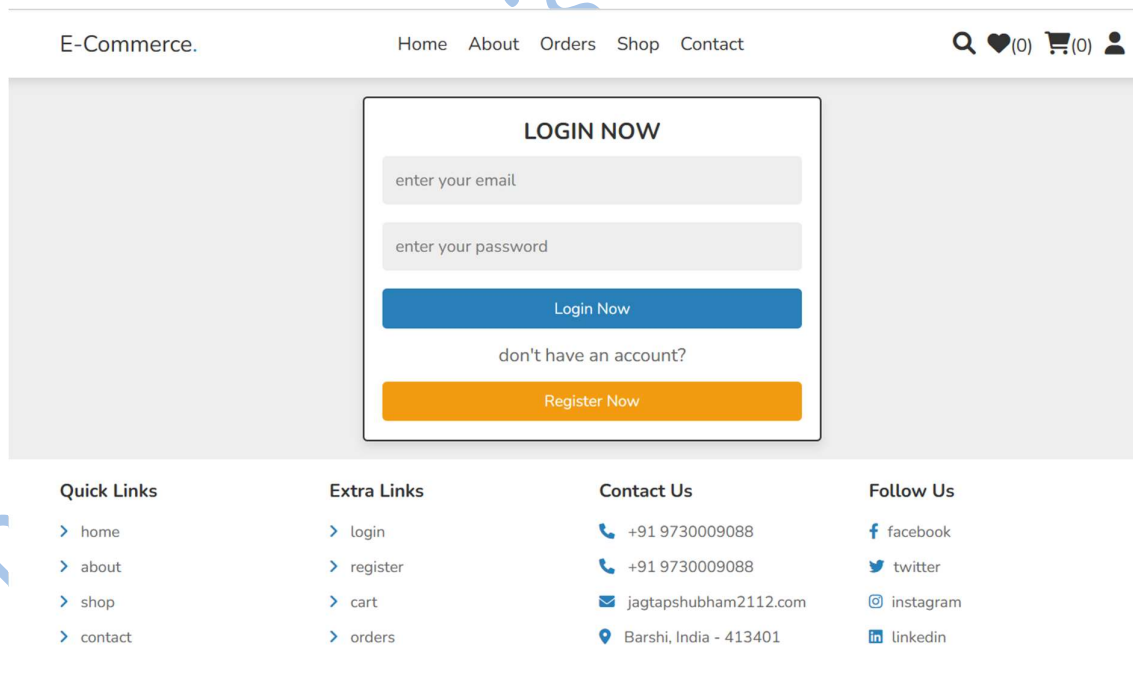 E-Commerce.
Home About Orders Shop Contact
(0) (0)
LOGIN NOW
enter your email
enter your password
Login Now
don't have an account?
Register Now
Quick Links
home
about
shop
contact
Extra Links
login
register
cart
orders
Contact Us
+91 9730009088
+91 9730009088
jagtapshubham2112.com
Barshi, India - 413401
Follow Us
facebook
twitter
instagram
linkedin